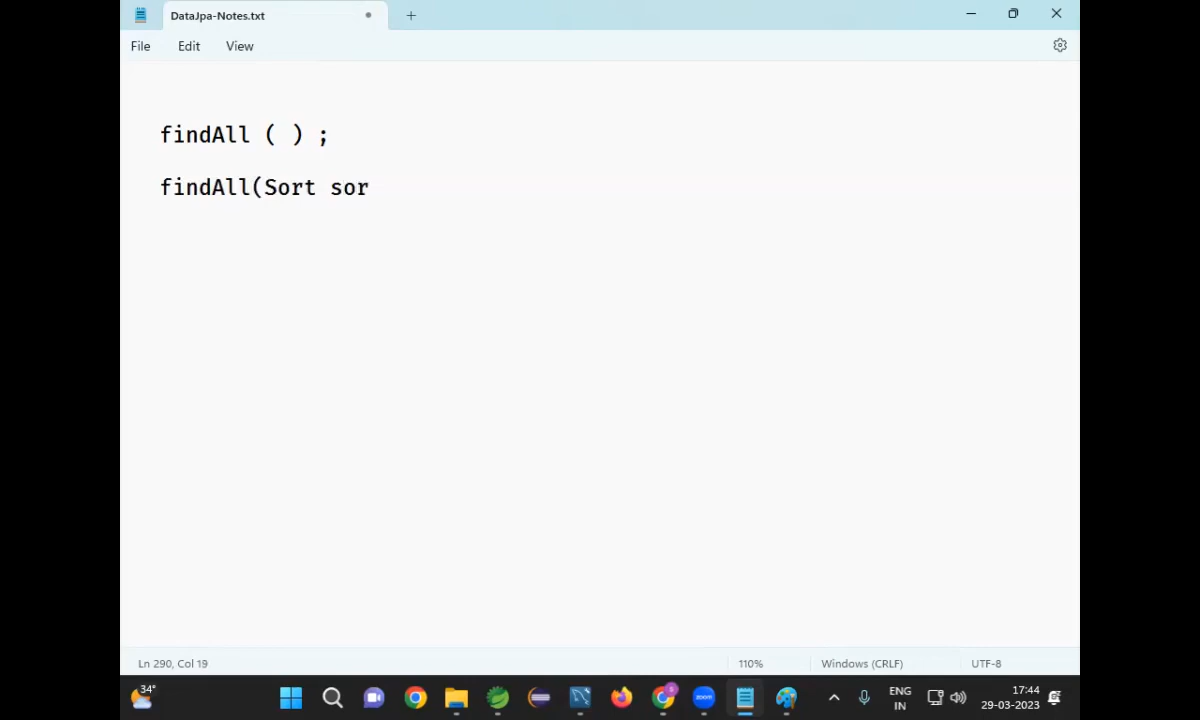 DataJpa-Notes.txt
File Edit View
findAll ( ) ;
findAll(Sort sor
Ln 290, Col 19 110% Windows (CRLF) UTF-8
34° zoom ENG IN 17:44 29-03-2023